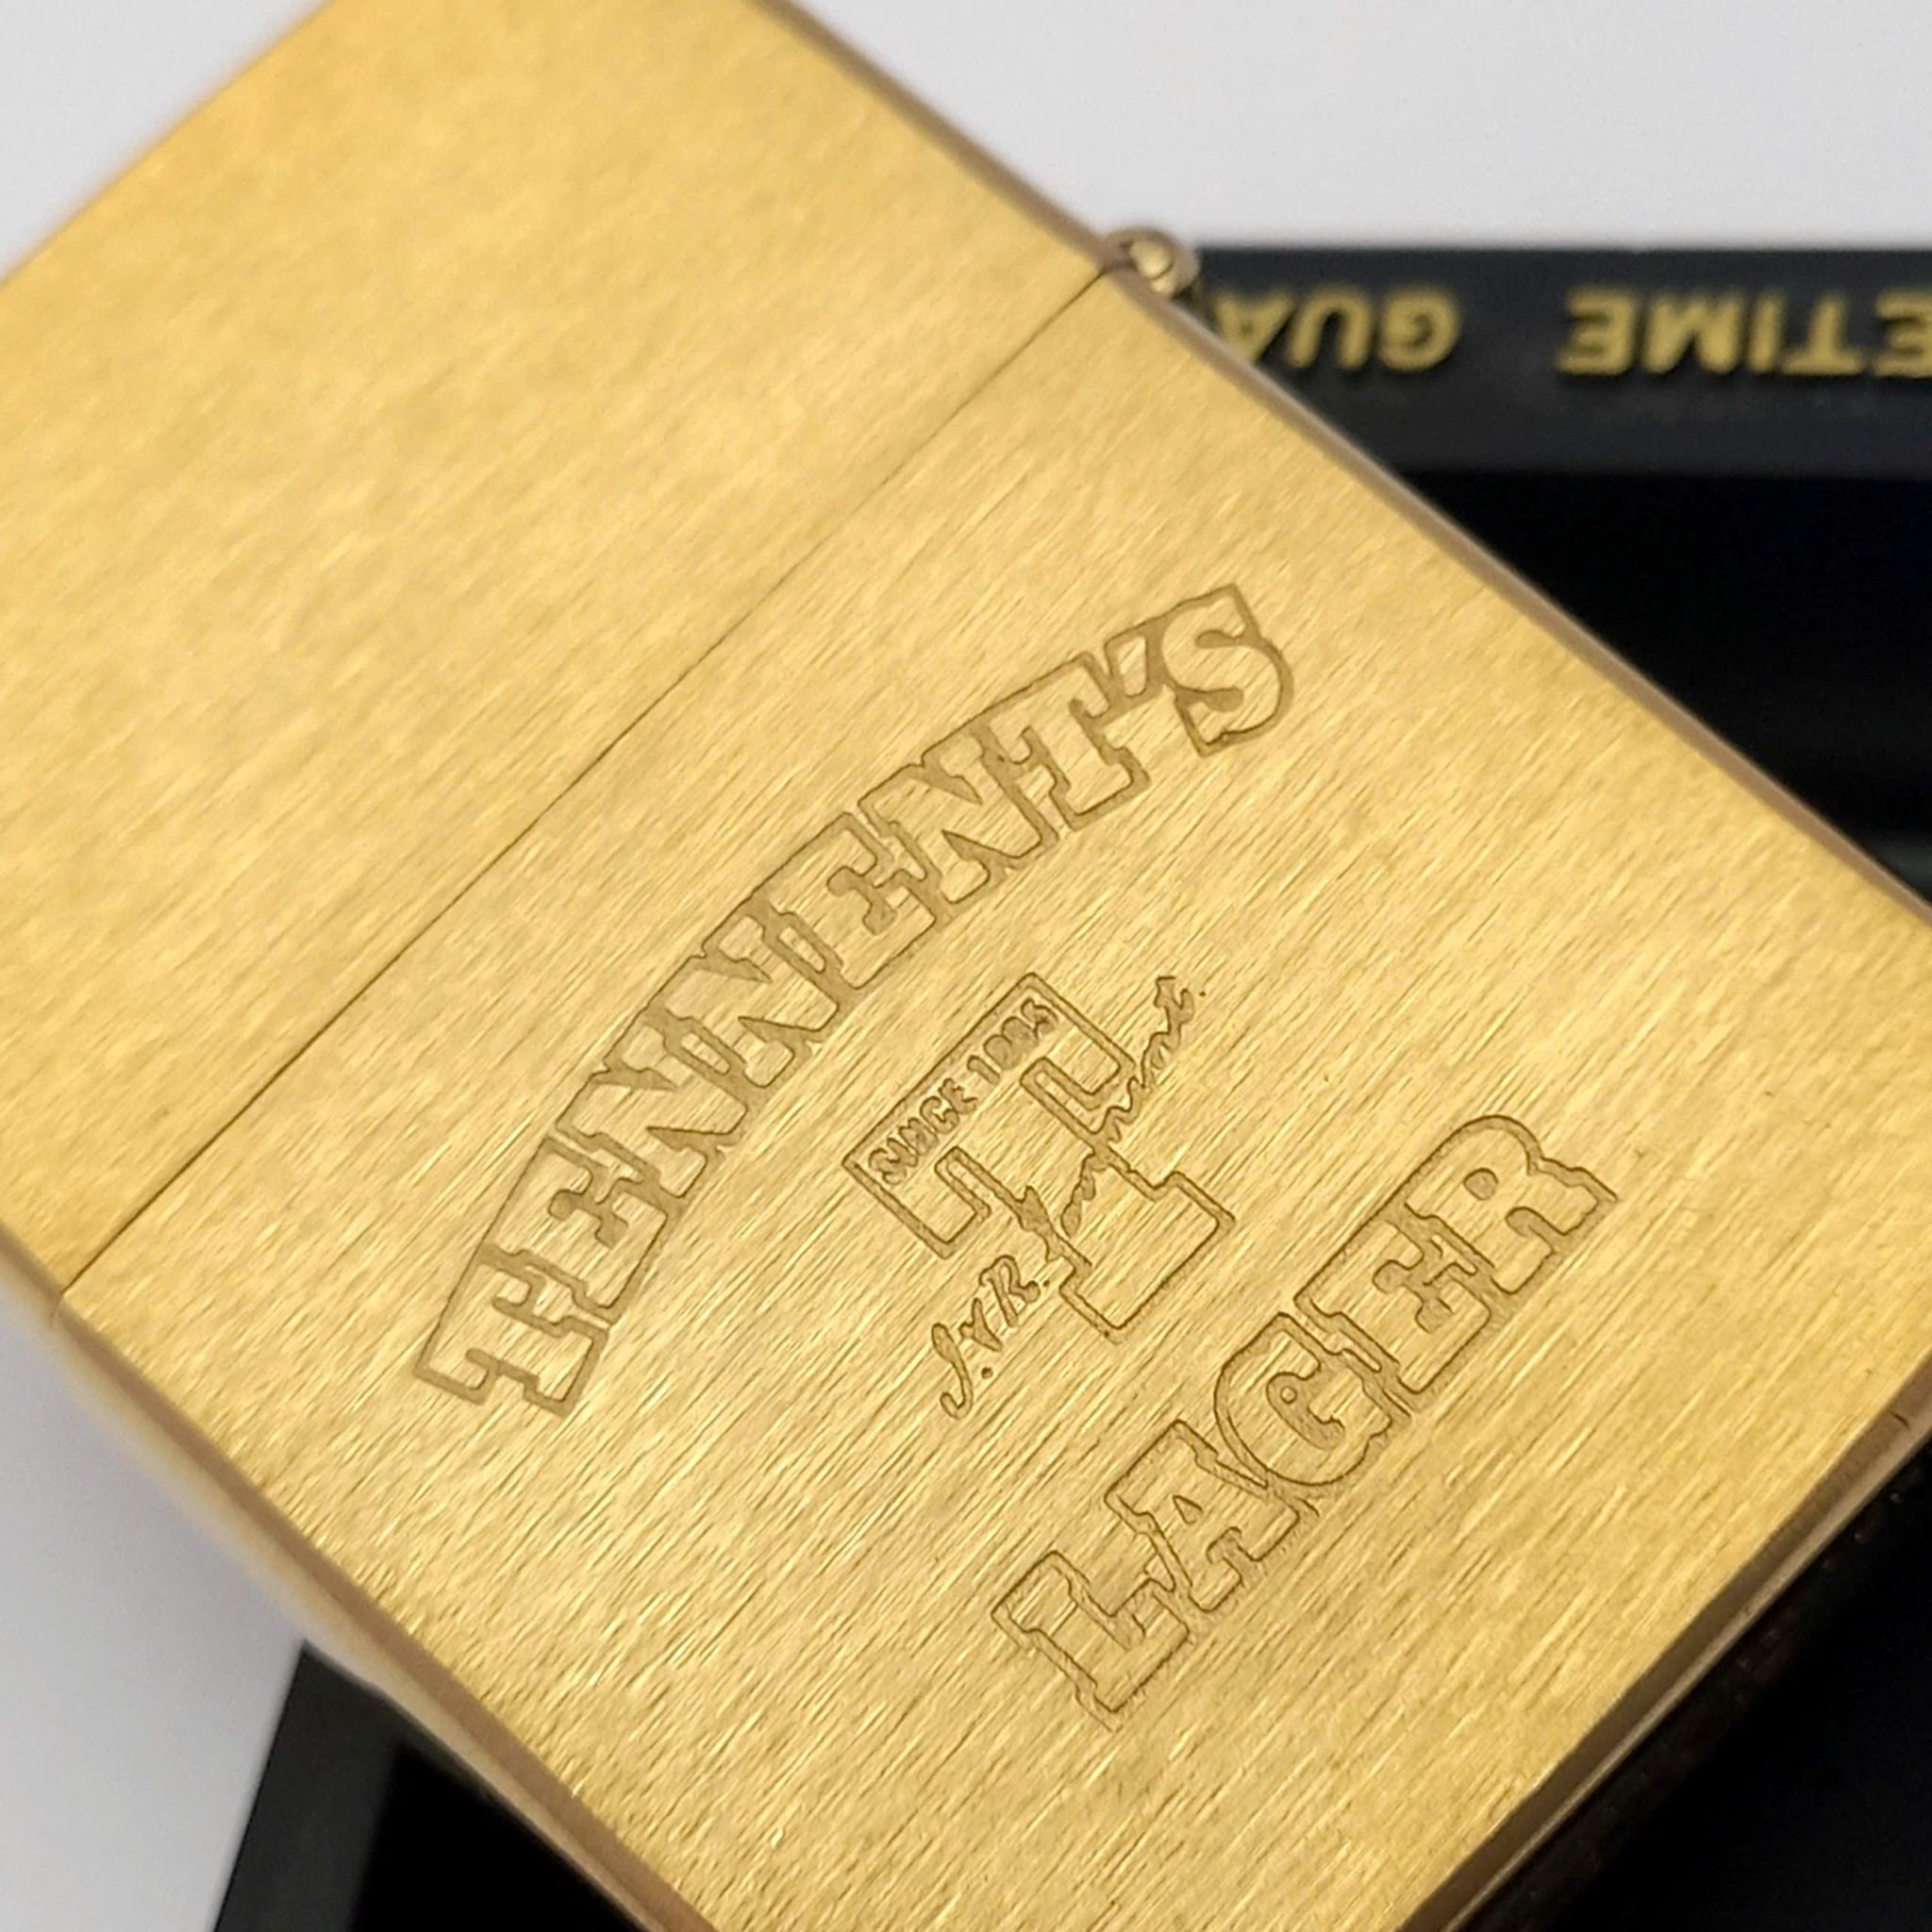 TENNENT'S
SINCE 1885
J.&R. Tennent
LAGER
ETIME GUA